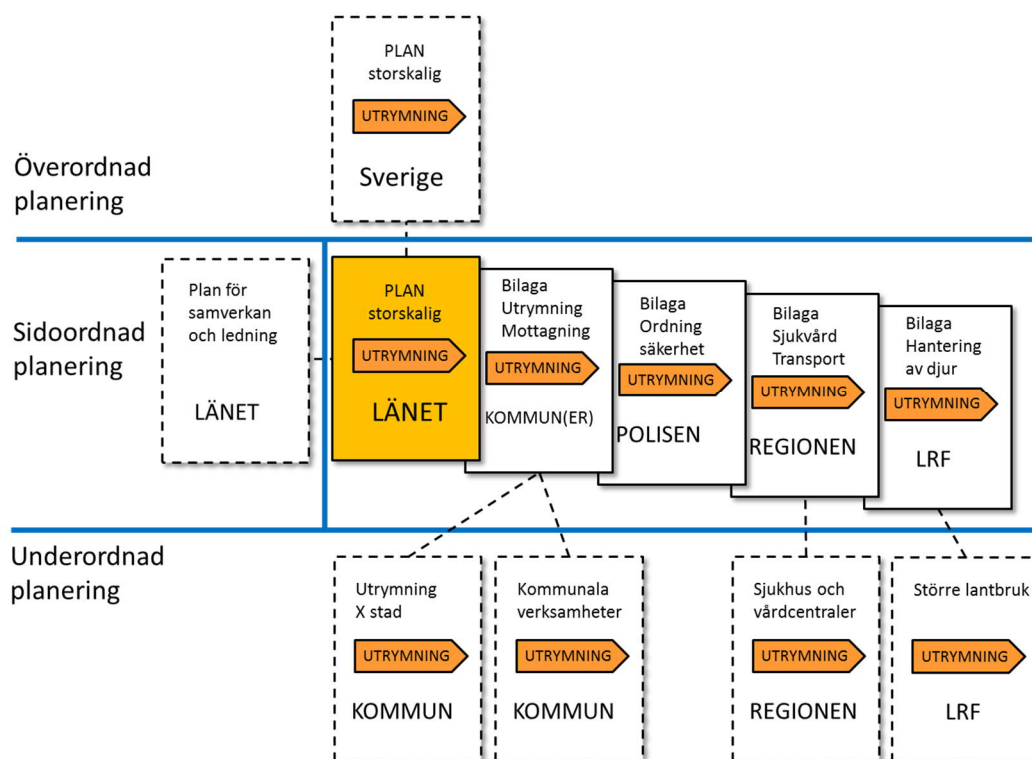 PLAN
storskalig
UTRYMNING
Sverige
Överordnad
planering
Sidoordnad
planering
Plan för
samverkan
och ledning
LÄNET
PLAN
storskalig
UTRYMNING
LÄNET
Bilaga
Utrymning
Mottagning
UTRYMNING
KOMMUN(ER)
Bilaga
Ordning
säkerhet
UTRYMNING
POLISEN
Bilaga
Sjukvård
Transport
UTRYMNING
REGIONEN
Bilaga
Hantering
av djur
UTRYMNING
LRF
Underordnad
planering
Utrymning
X stad
UTRYMNING
KOMMUN
Kommunala
verksamheter
UTRYMNING
KOMMUN
Sjukhus och
vårdcentraler
UTRYMNING
REGIONEN
Större lantbruk
UTRYMNING
LRF